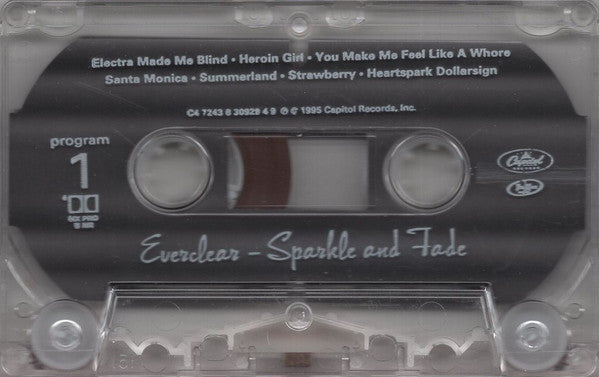 Electra Made Me Blind • Heroin Girl • You Make Me Feel Like A Whore
Santa Monica • Summerland • Strawberry • Heartspark Dollarsign
C4 7243 8 30929 4 9 ℗ © 1995 Capitol Records, Inc.
program
1
Capitol
Everclear – Sparkle and Fade